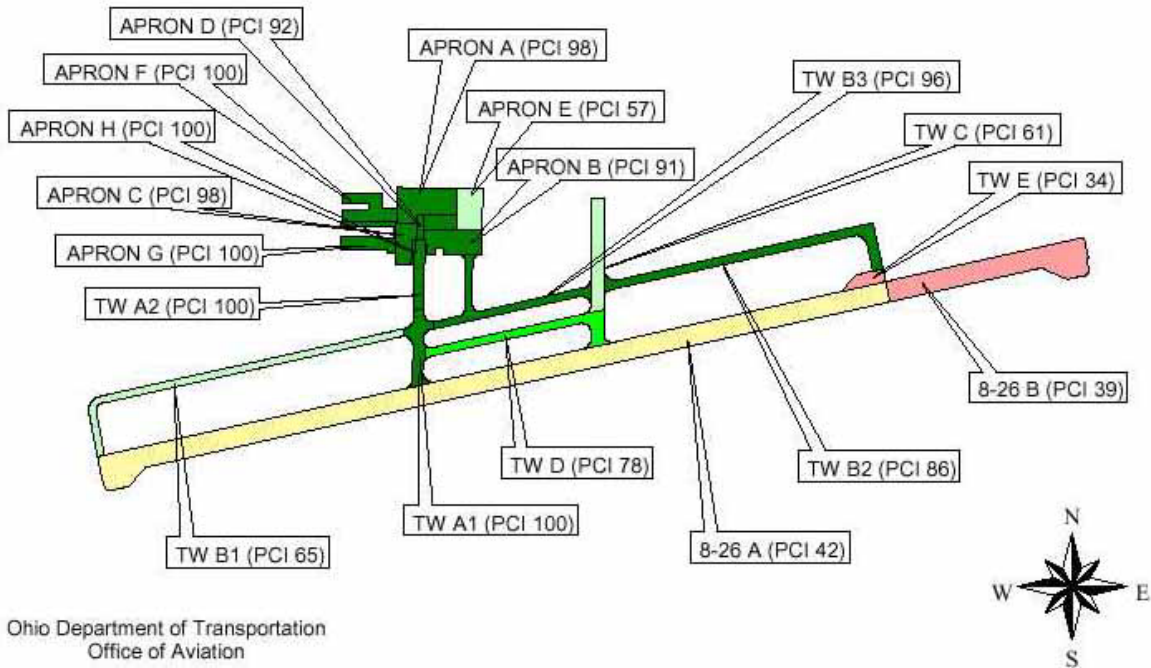 APRON D (PCI 92)
APRON A (PCI 98)
APRON F (PCI 100)
TW B3 (PCI 96)
APRON E (PCI 57)
APRON H (PCI 100)
TW C (PCI 61)
APRON B (PCI 91)
TW E (PCI 34)
APRON C (PCI 98)
APRON G (PCI 100)
TW A2 (PCI 100)
8-26 B (PCI 39)
TW D (PCI 78)
TW B2 (PCI 86)
TW A1 (PCI 100)
TW B1 (PCI 65)
8-26 A (PCI 42)
N
W
E
S
Ohio Department of Transportation
Office of Aviation